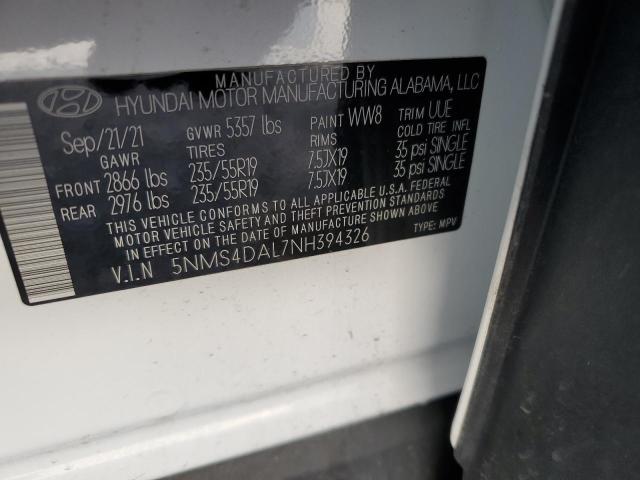 MANUFACTURED BY
HYUNDAI MOTOR MANUFACTURING ALABAMA, LLC
Sep/21/21 GVWR 5357 lbs PAINT WW8 TRIM UUE
GAWR TIRES RIMS COLD TIRE INFL
FRONT 2866 lbs 235/55R19 7.5JX19 35 psi SINGLE
REAR 2976 lbs 235/55R19 7.5JX19 35 psi SINGLE
THIS VEHICLE CONFORMS TO ALL APPLICABLE U.S.A. FEDERAL
MOTOR VEHICLE SAFETY AND THEFT PREVENTION STANDARDS
IN EFFECT ON THE DATE OF MANUFACTURE SHOWN ABOVE.
V.I.N 5NMS4DAL7NH394326 TYPE: MPV